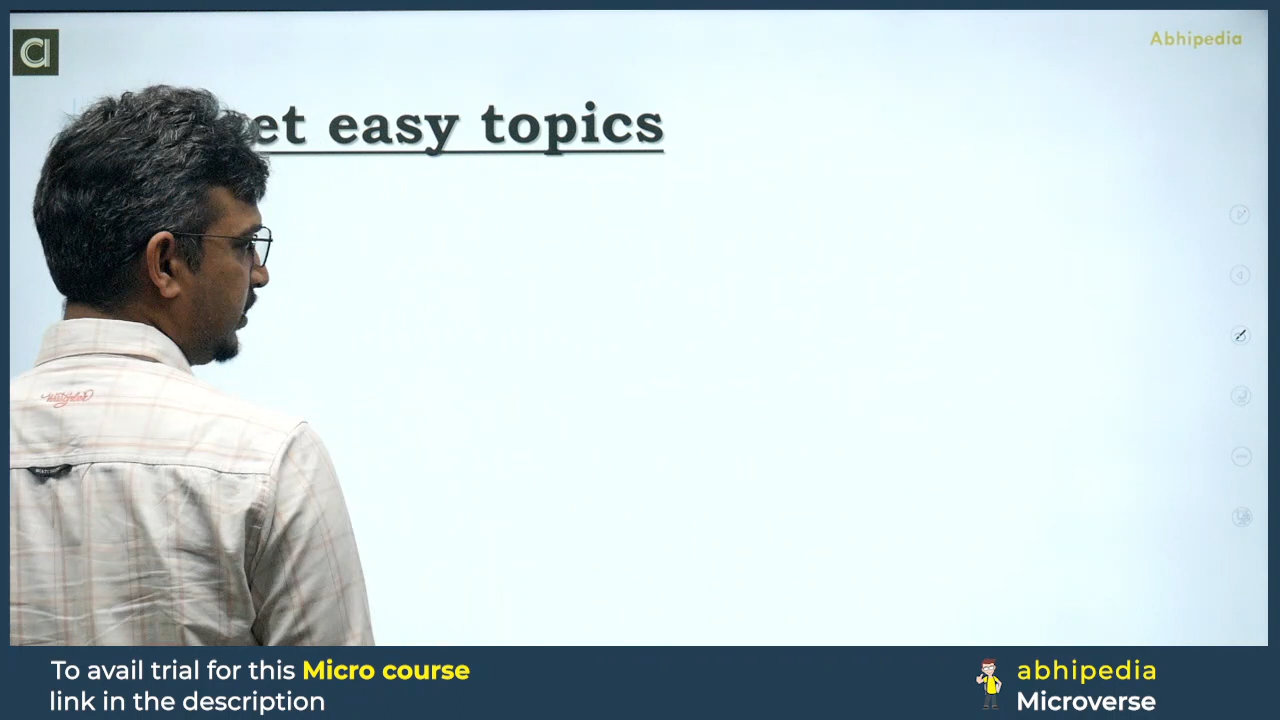 Abhipedia
et easy topics
To avail trial for this Micro course
link in the description
abhipedia
Microverse